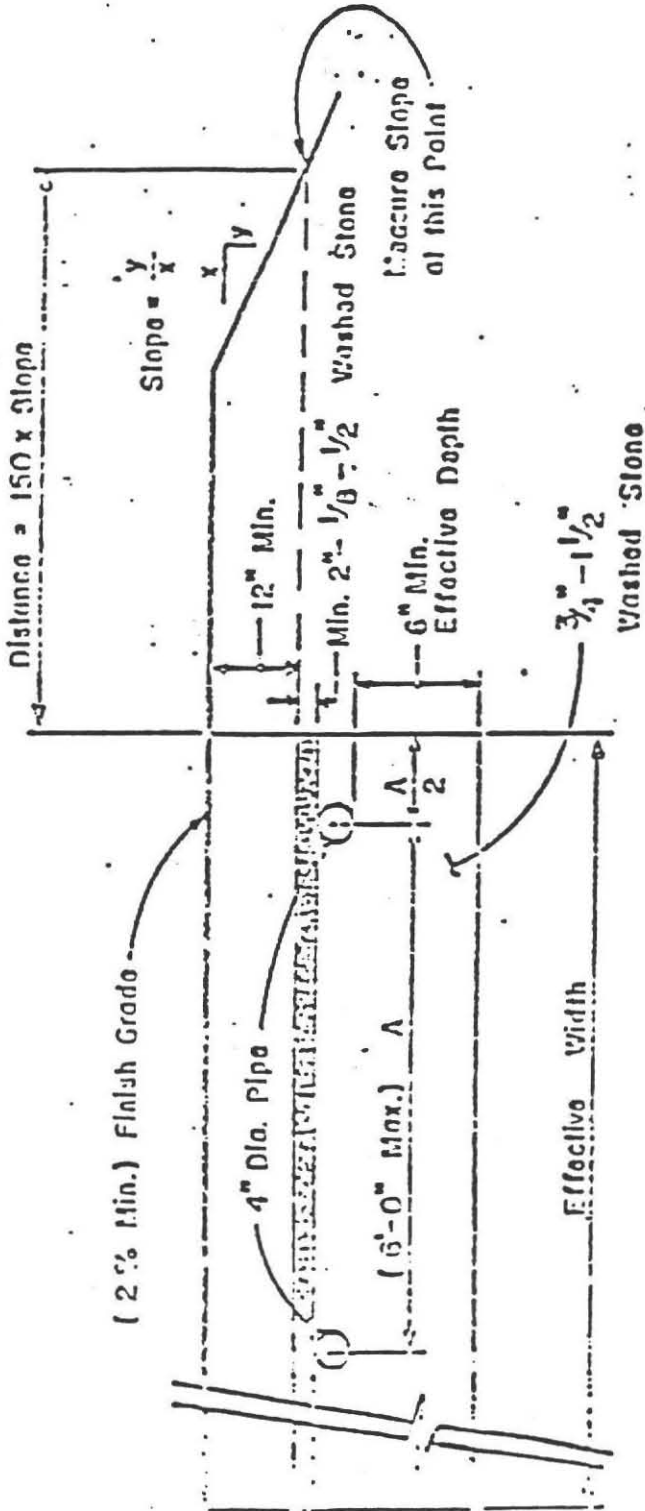 Distance = 150 x Slope
Slope = y/x
x
y
12" Min.
Min. 2" - 1/8" - 1/2"
Washed Stone
Measure Slope
at this Point
6" Min.
Effective Depth
3/4" - 1 1/2"
Washed Stone
(2% Min.) Finish Grade
4" Dia. Pipe
(6'-0" Max.) A
A/2
Effective Width